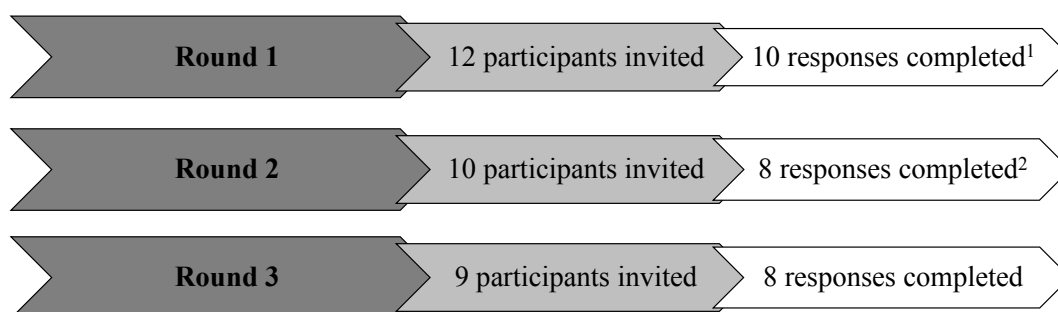 Round 1 12 participants invited 10 responses completed¹
Round 2 10 participants invited 8 responses completed²
Round 3 9 participants invited 8 responses completed